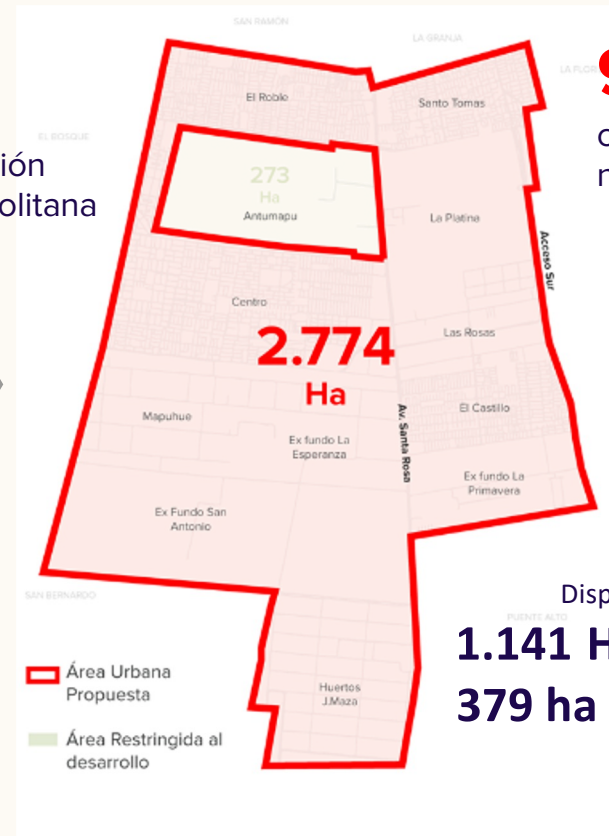 SAN RAMÓN
LA GRANJA
LA FLOR
El Roble
Santo Tomas
EL BOSQUE
ión
olitana
273
Ha
Antumapu
La Platina
Acceso Sur
Centro
2.774
Ha
Las Rosas
Mapuhue
El Castillo
Av. Santa Rosa
Ex fundo La
Esperanza
Ex fundo La
Primavera
Ex Fundo San
Antonio
SAN BERNARDO
Disp
PUENTE ALTO
1.141 H
379 ha
Huertos
J.Maza
Área Urbana
Propuesta
Área Restringida al
desarrollo